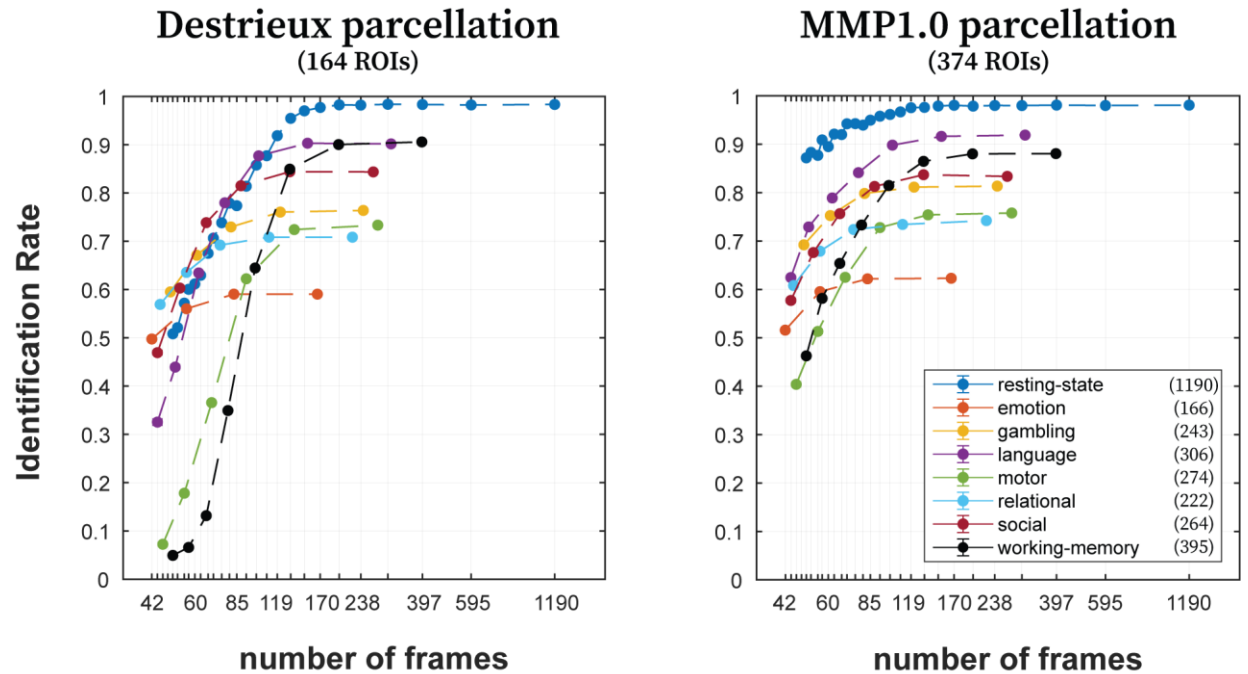 Destrieux parcellation
(164 ROIs)
1
0.9
0.8
0.7
0.6
0.5
0.4
0.3
0.2
0.1
0
42 60 85 119 170 238 397 595 1190
Identification Rate
number of frames
MMP1.0 parcellation
(374 ROIs)
1
0.9
0.8
0.7
0.6
0.5
0.4
0.3
0.2
0.1
0
resting-state (1190)
emotion (166)
gambling (243)
language (306)
motor (274)
relational (222)
social (264)
working-memory (395)
42 60 85 119 170 238 397 595 1190
number of frames